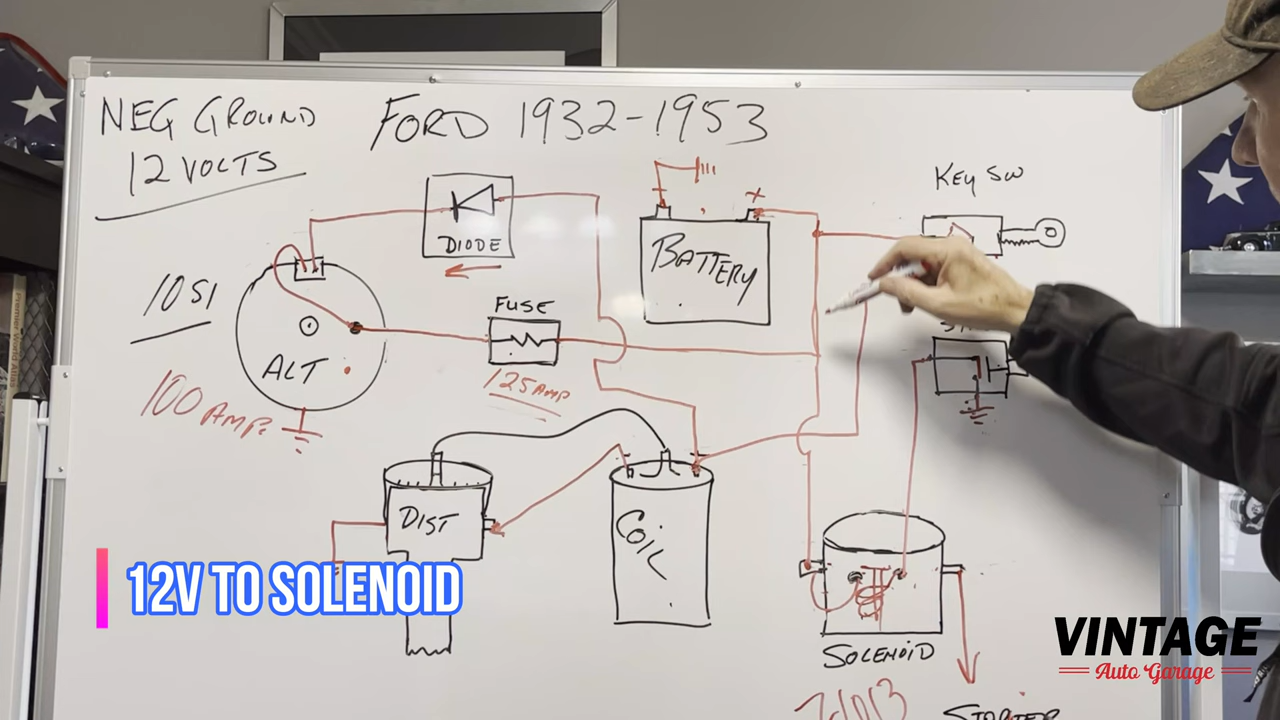 NEG GROUND
12 VOLTS
FORD 1932-1953
KEY SW
DIODE
BATTERY
10SI
FUSE
ALT
125 AMP
100 AMP.
DIST
COIL
12V TO SOLENOID
SOLENOID
VINTAGE
Auto Garage
STARTER